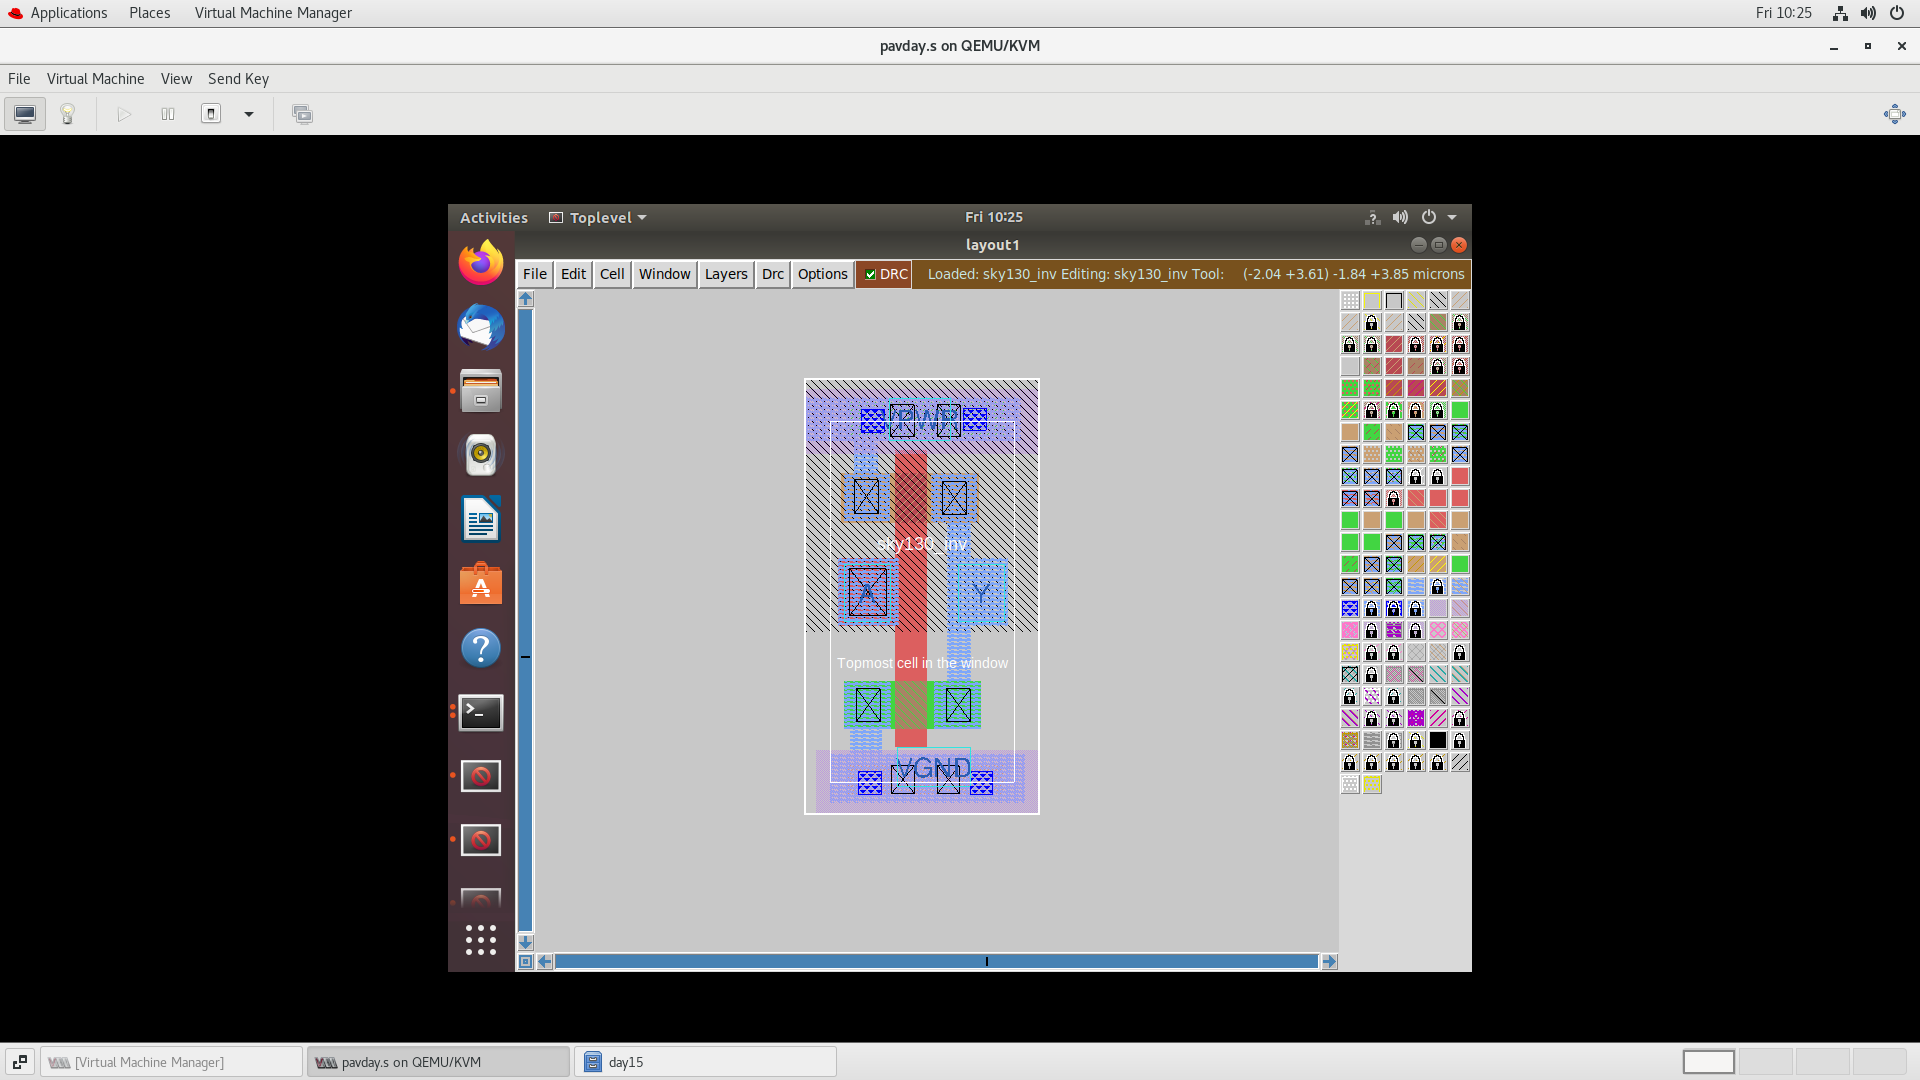 Applications Places Virtual Machine Manager Fri 10:25
pavday.s on QEMU/KVM
File Virtual Machine View Send Key
Activities Toplevel Fri 10:25
layout1
File Edit Cell Window Layers Drc Options DRC Loaded: sky130_inv Editing: sky130_inv Tool: (-2.04 +3.61) -1.84 +3.85 microns
VPWR
sky130_inv
A Y
Topmost cell in the window
VGND
[Virtual Machine Manager] pavday.s on QEMU/KVM day15